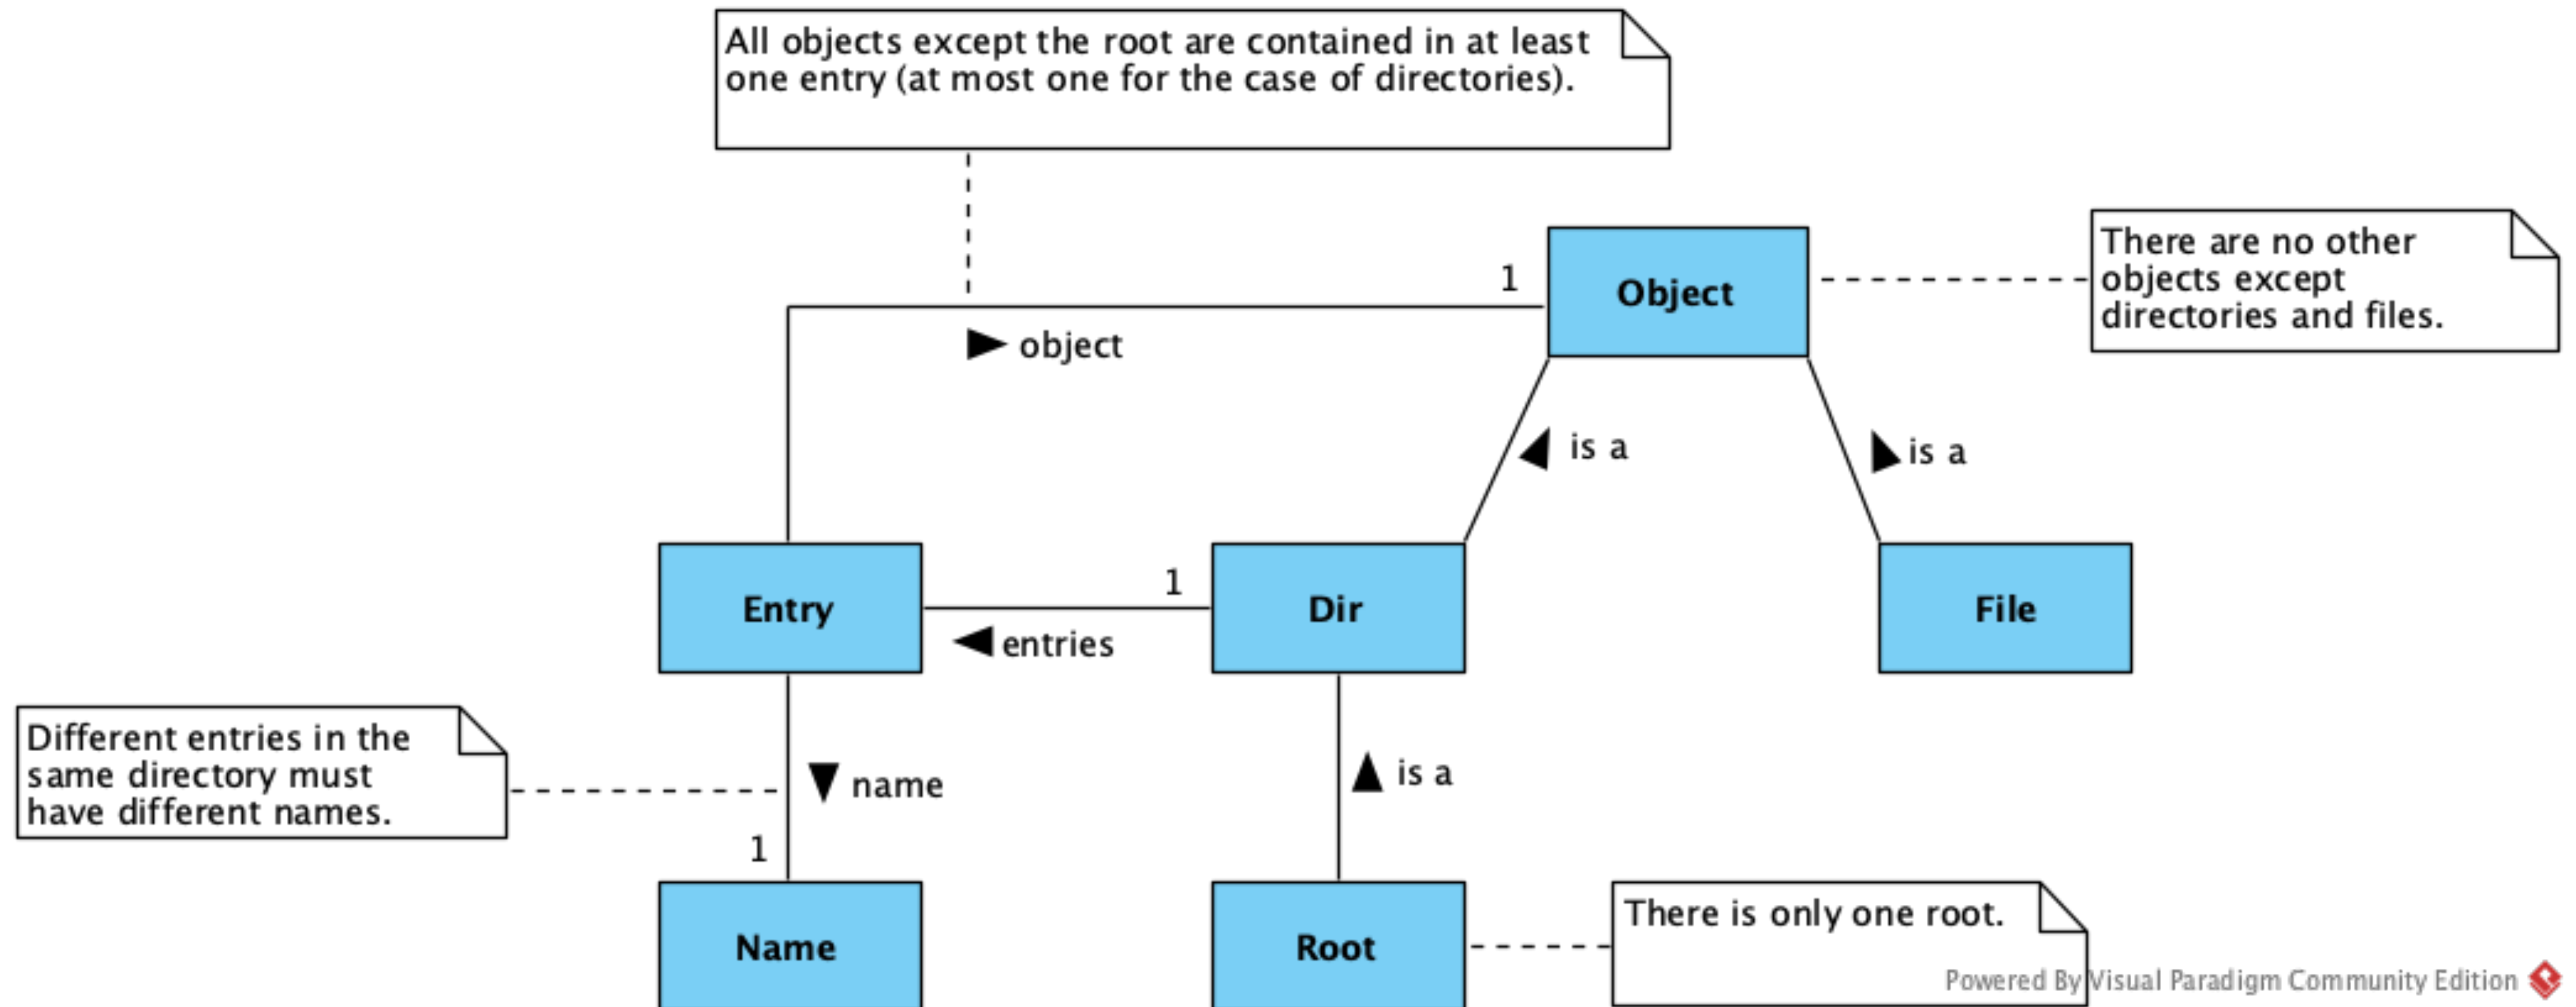 All objects except the root are contained in at least
one entry (at most one for the case of directories).
There are no other
objects except
directories and files.
1
Object
object
is a
is a
Entry
1
Dir
File
entries
Different entries in the
same directory must
have different names.
name
is a
1
Name
Root
There is only one root.
Powered By Visual Paradigm Community Edition